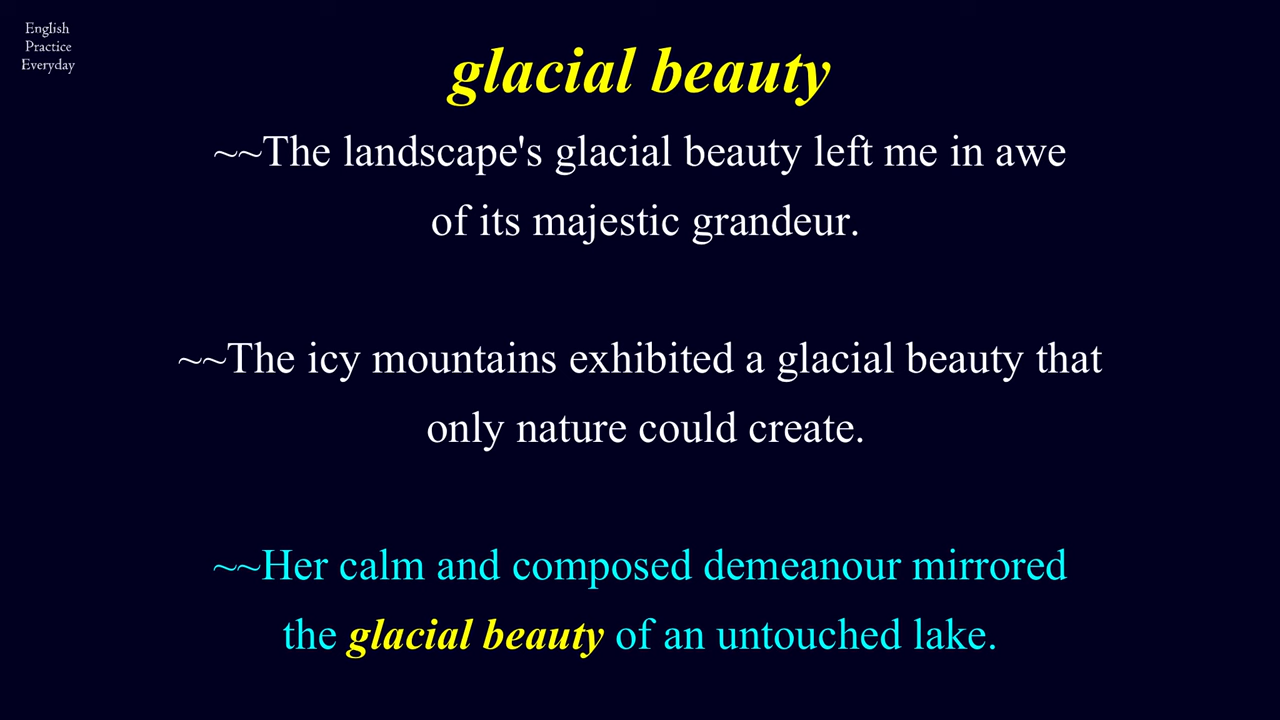 English
Practice
Everyday
glacial beauty
~~The landscape's glacial beauty left me in awe
of its majestic grandeur.
~~The icy mountains exhibited a glacial beauty that
only nature could create.
~~Her calm and composed demeanour mirrored
the glacial beauty of an untouched lake.